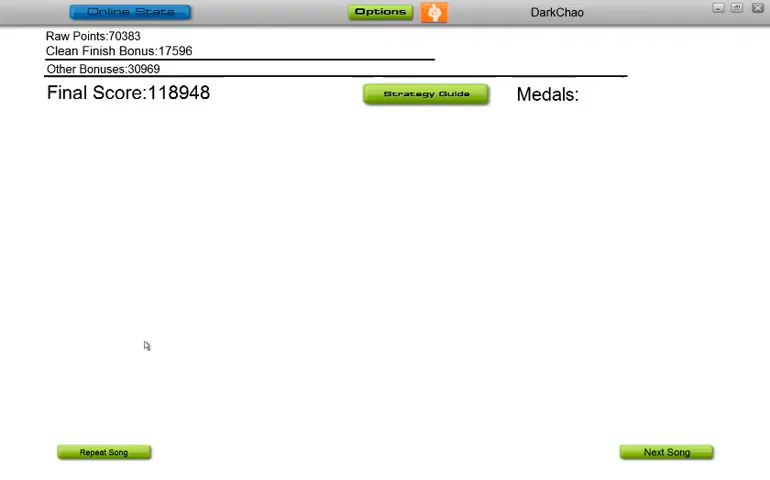 Online Stats
Options
DarkChao
Raw Points:70383
Clean Finish Bonus:17596
Other Bonuses:30969
Final Score:118948
Strategy Guide
Medals:
Repeat Song
Next Song